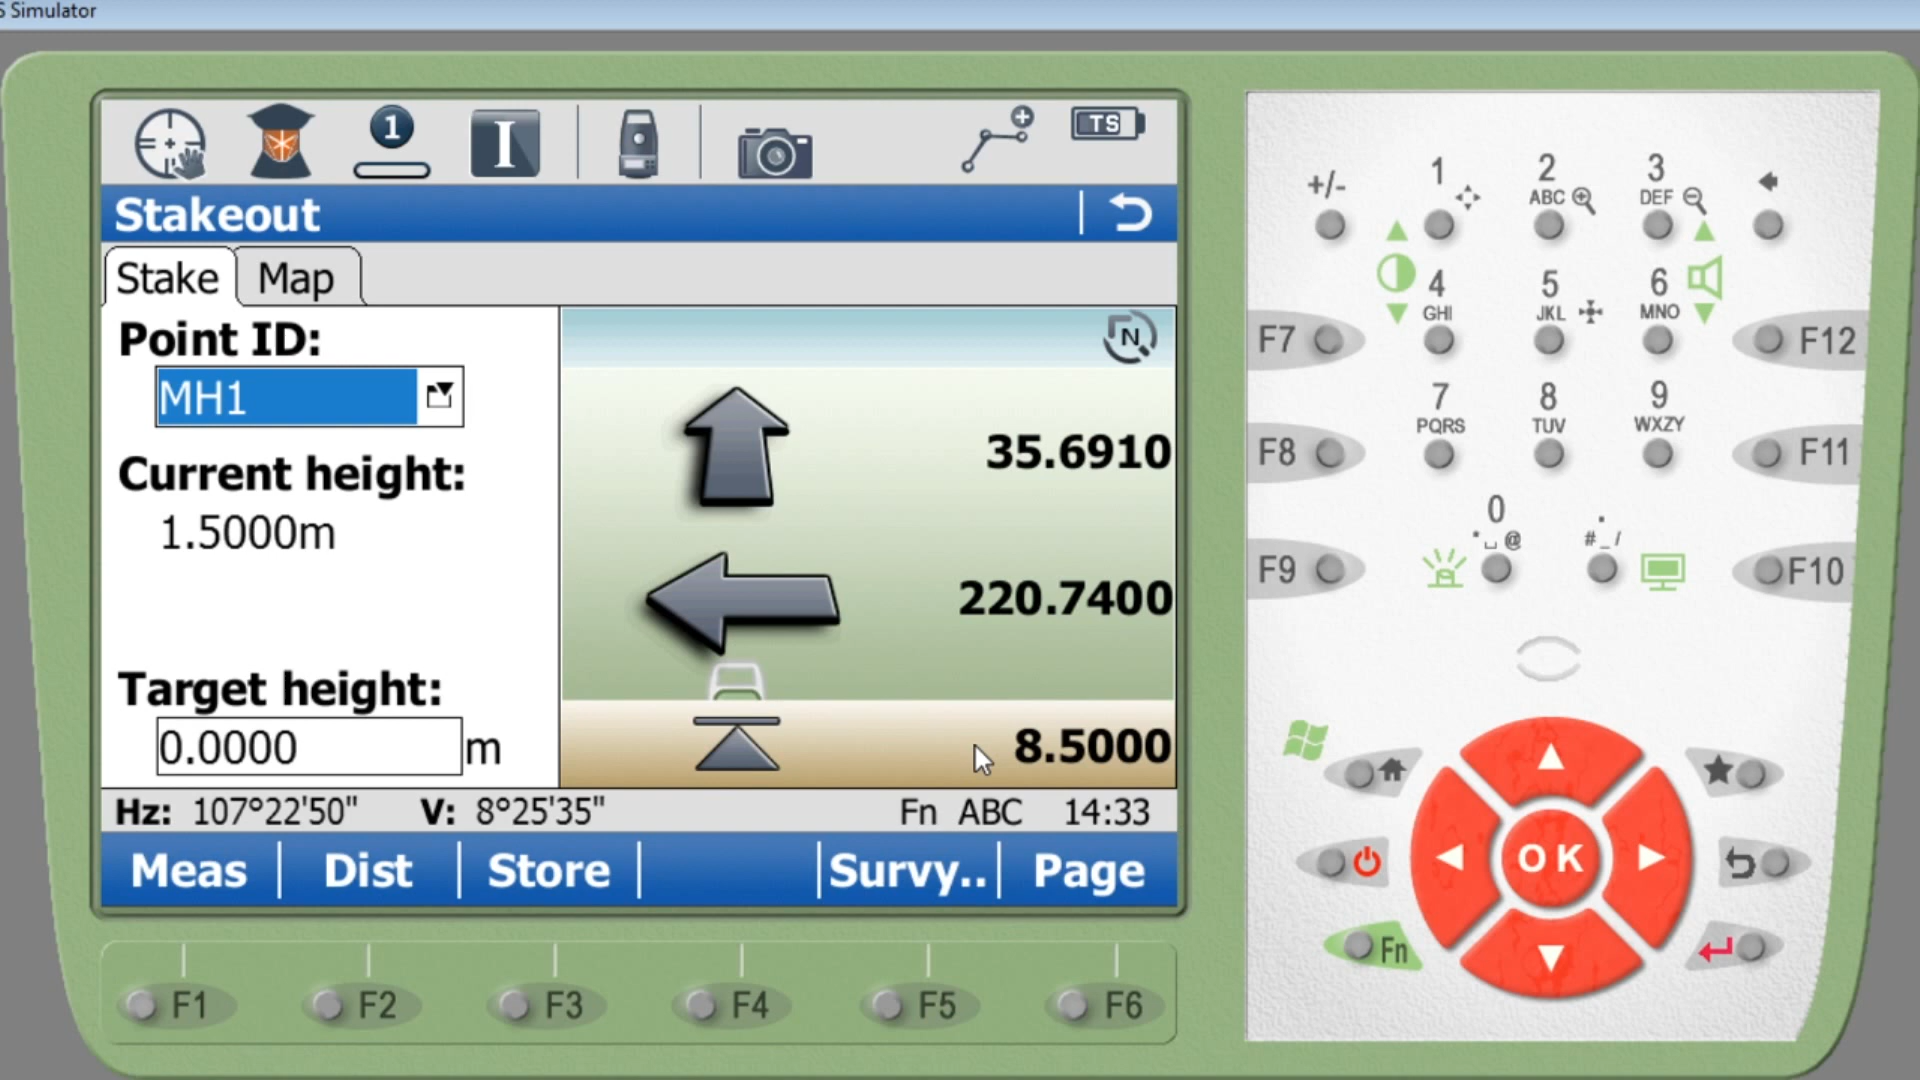 S Simulator
1
I
TS
Stakeout
Stake Map
Point ID:
MH1
Current height:
1.5000m
Target height:
0.0000 m
N
35.6910
220.7400
8.5000
Hz: 107°22'50" V: 8°25'35" Fn ABC 14:33
Meas Dist Store Survy.. Page
F1 F2 F3 F4 F5 F6
+/- 1 2 3
ABC DEF
4 5 6
GHI JKL MNO
F7 F12
7 8 9
PQRS TUV WXZY
F8 F11
0 .
* ␣ @ # _ /
F9 F10
OK
Fn